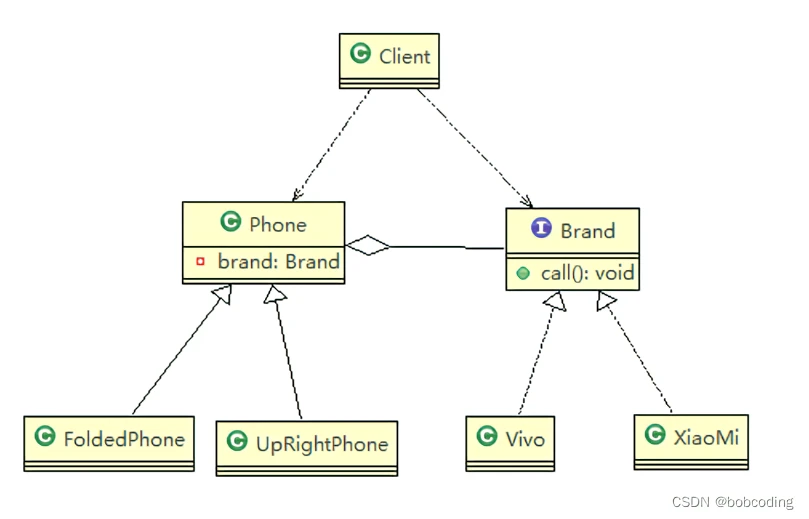 Client
Phone
brand: Brand
Brand
call(): void
FoldedPhone
UpRightPhone
Vivo
XiaoMi
CSDN @bobcoding